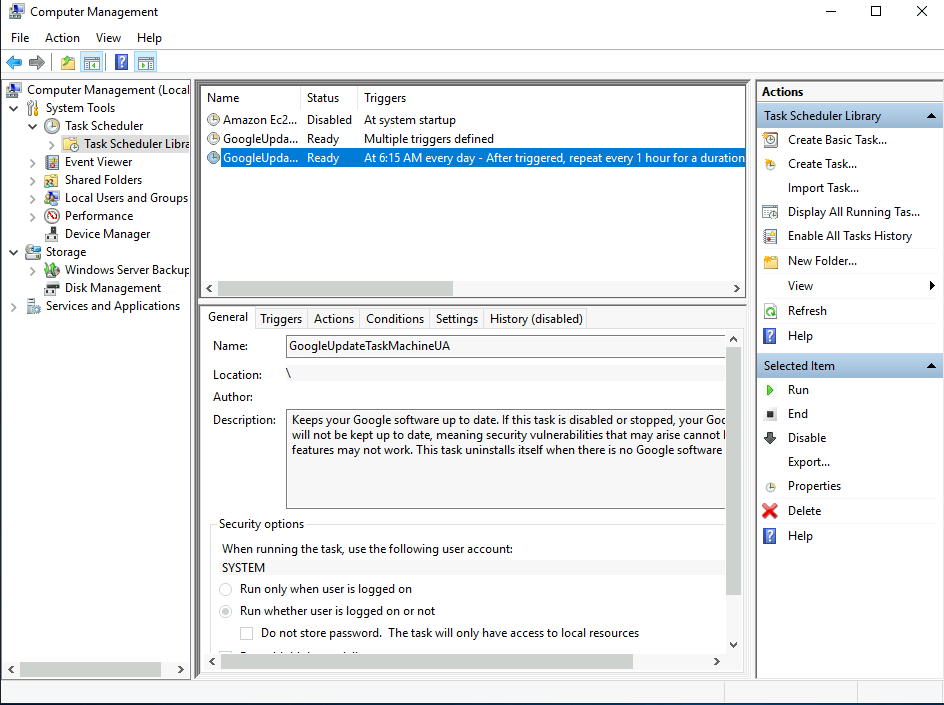 Computer Management
File Action View Help
Computer Management (Local
System Tools
Task Scheduler
Task Scheduler Libra
Event Viewer
Shared Folders
Local Users and Groups
Performance
Device Manager
Storage
Windows Server Backup
Disk Management
Services and Applications
Name Status Triggers
Amazon Ec2... Disabled At system startup
GoogleUpda... Ready Multiple triggers defined
GoogleUpda... Ready At 6:15 AM every day - After triggered, repeat every 1 hour for a duration
General Triggers Actions Conditions Settings History (disabled)
Name: GoogleUpdateTaskMachineUA
Location: \
Author:
Description: Keeps your Google software up to date. If this task is disabled or stopped, your Goo
will not be kept up to date, meaning security vulnerabilities that may arise cannot
features may not work. This task uninstalls itself when there is no Google software
Security options
When running the task, use the following user account:
SYSTEM
Run only when user is logged on
Run whether user is logged on or not
Do not store password. The task will only have access to local resources
Actions
Task Scheduler Library
Create Basic Task...
Create Task...
Import Task...
Display All Running Tas...
Enable All Tasks History
New Folder...
View
Refresh
Help
Selected Item
Run
End
Disable
Export...
Properties
Delete
Help